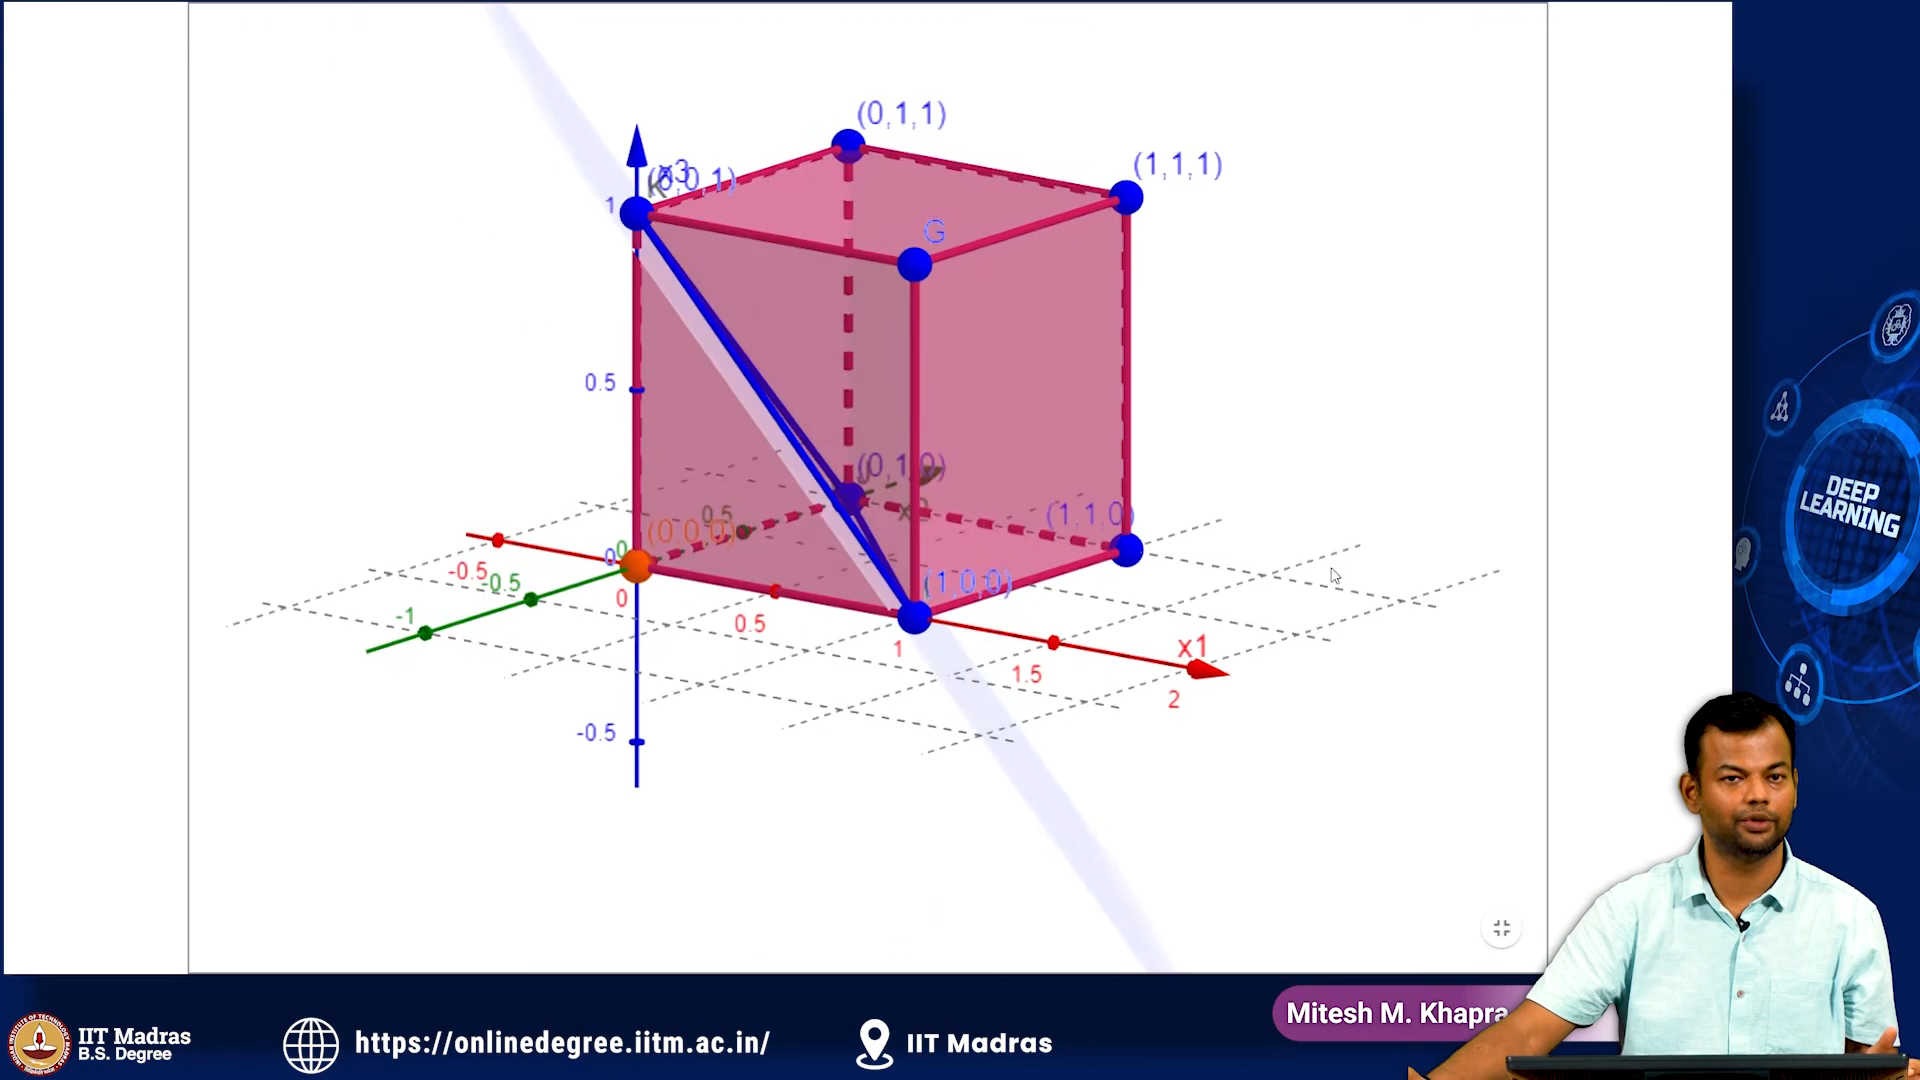 (0,1,1)
(1,1,1)
x3
(0,0,1)
1
G
0.5
(0,1,0)
0.5
x2
(1,1,0)
(0,0,0)
0
0
-0.5
-0.5
0
(1,0,0)
-1
0.5
1
x1
1.5
2
-0.5
DEEP
LEARNING
Mitesh M. Khapra
IIT Madras
B.S. Degree
https://onlinedegree.iitm.ac.in/
IIT Madras